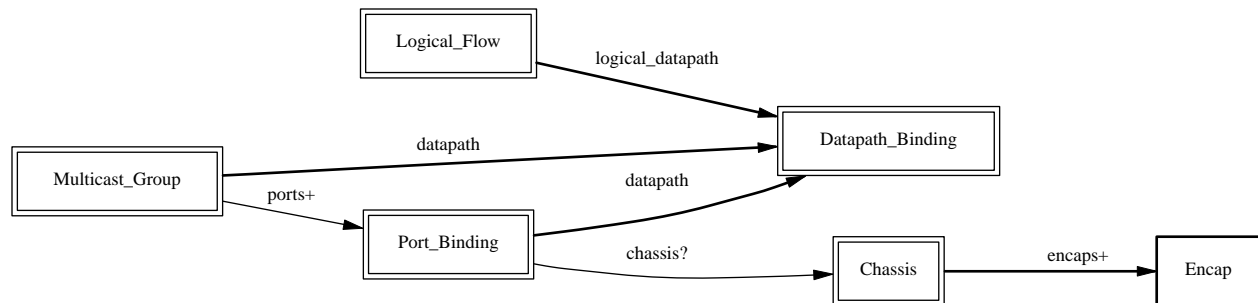 Logical_Flow
logical_datapath
Datapath_Binding
datapath
Multicast_Group
datapath
ports+
Port_Binding
chassis?
Chassis
encaps+
Encap